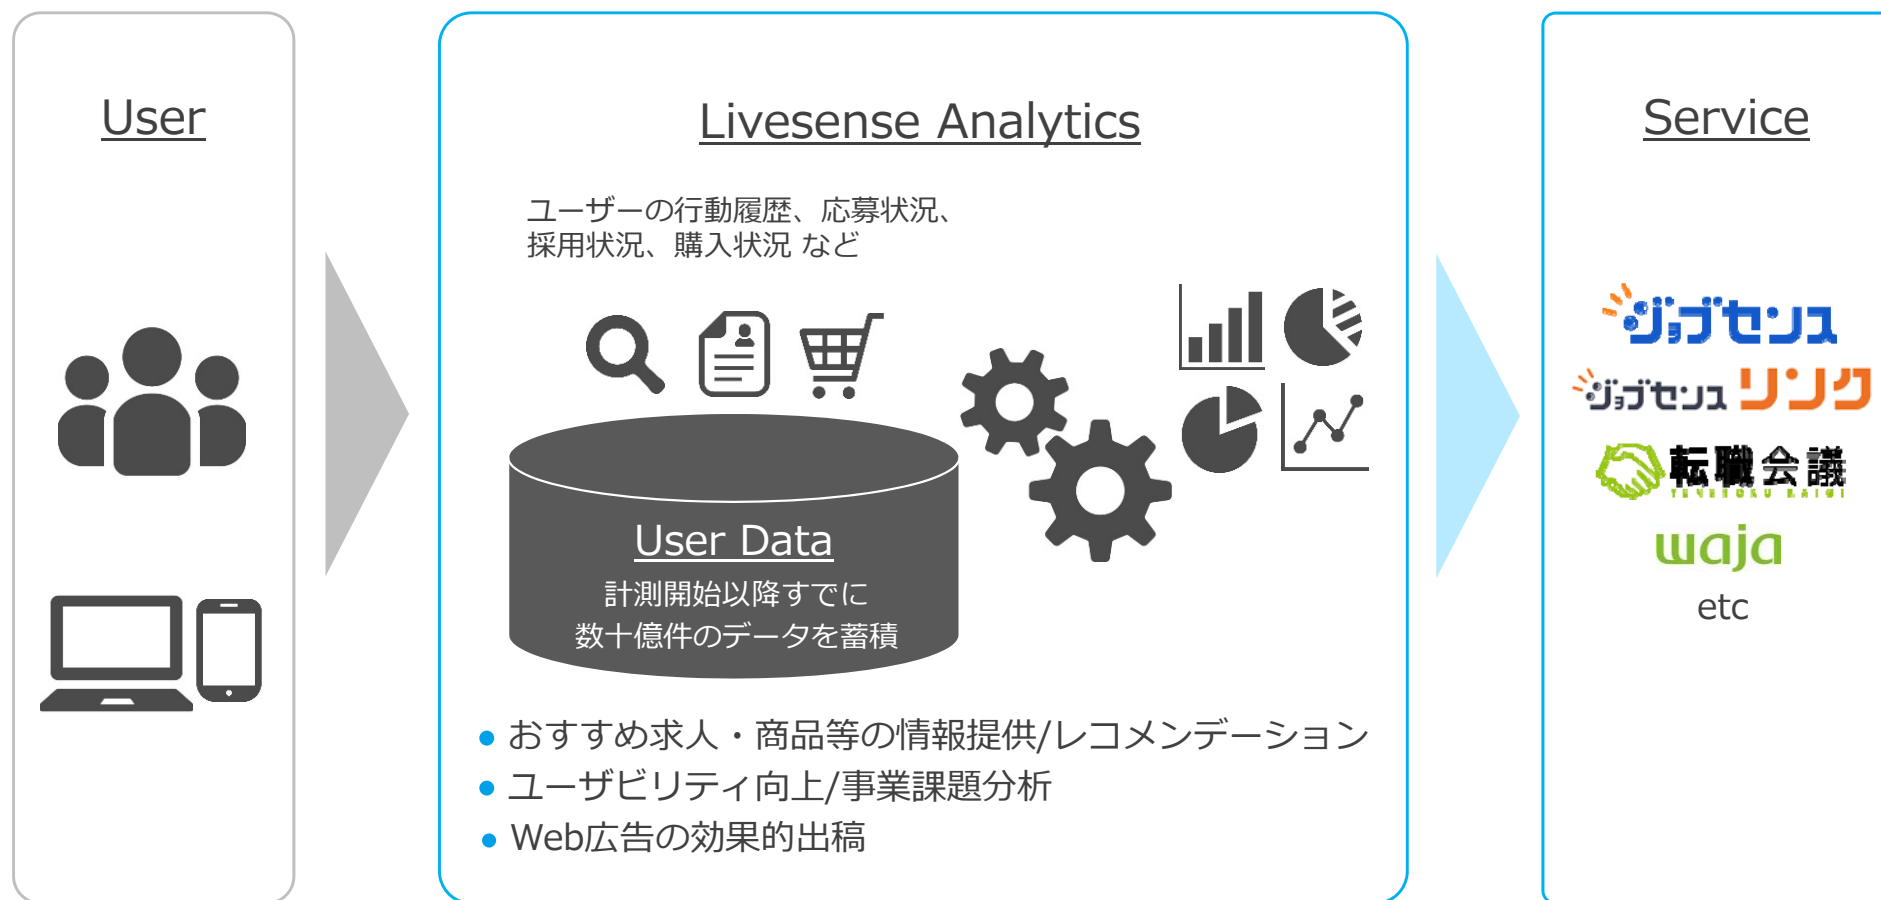 User
Livesense Analytics
ユーザーの行動履歴、応募状況、
採用状況、購入状況 など
User Data
計測開始以降すでに
数十億件のデータを蓄積
● おすすめ求人・商品等の情報提供/レコメンデーション
● ユーザビリティ向上/事業課題分析
● Web広告の効果的出稿
Service
ジョブセンス
ジョブセンス リンク
転職会議
TENSHOKU KAIGI
waja
etc